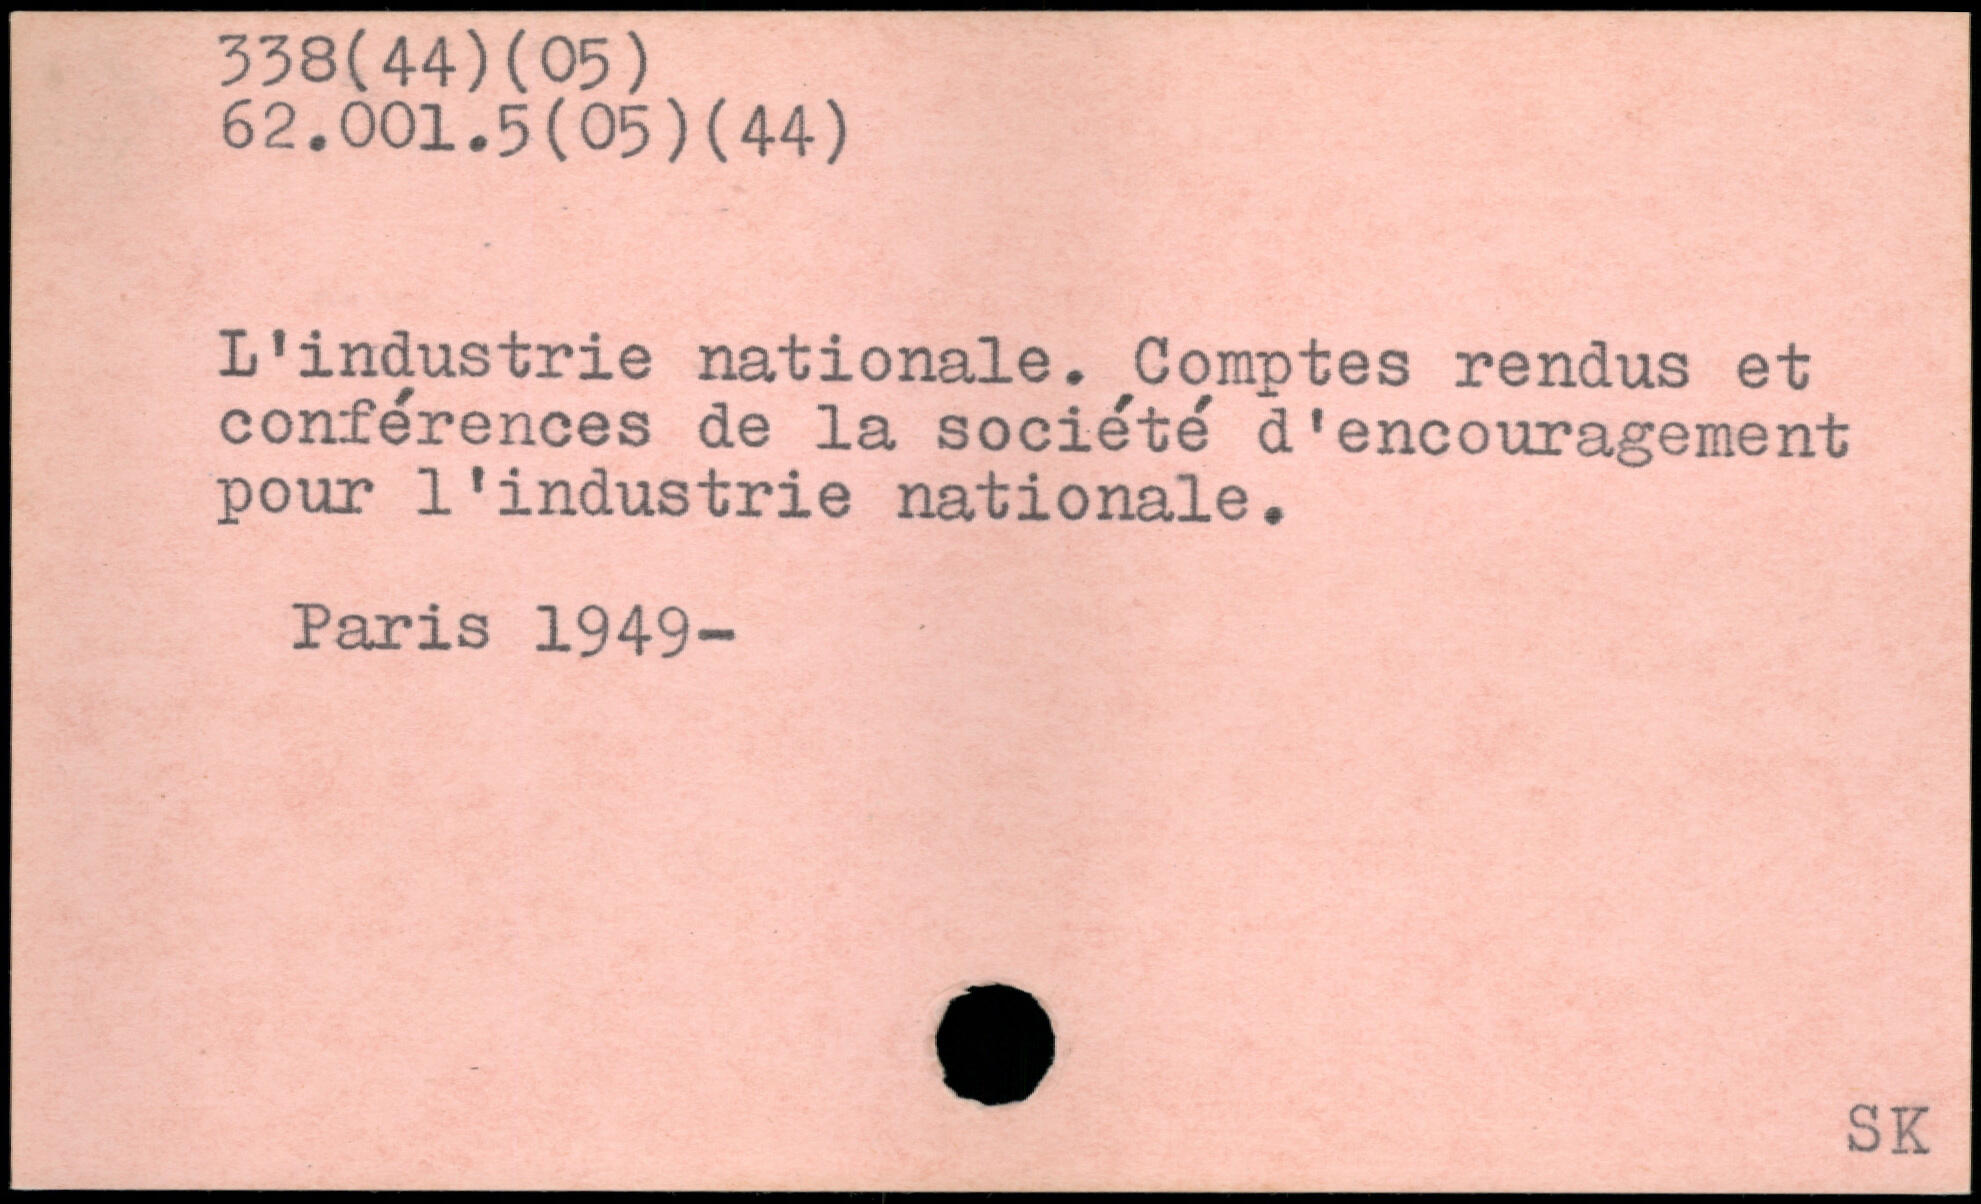 338(44)(05)
62.001.5(05)(44)
L'industrie nationale. Comptes rendus et
conférences de la société d'encouragement
pour l'industrie nationale.
Paris 1949-
SK